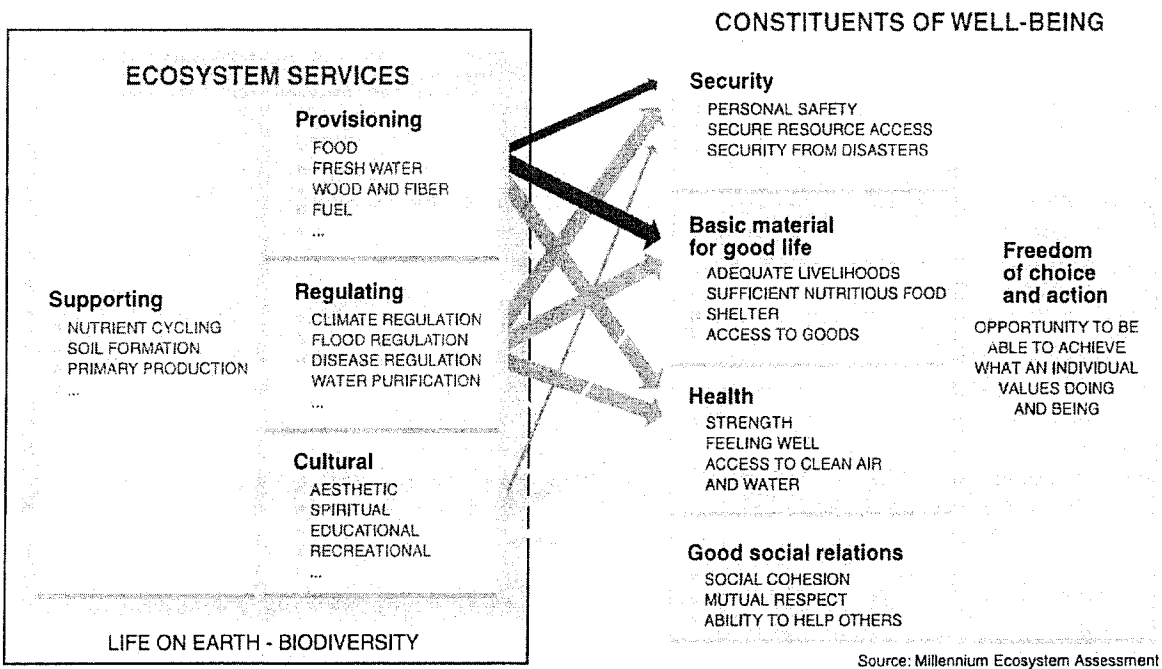 CONSTITUENTS OF WELL-BEING
ECOSYSTEM SERVICES
Supporting
NUTRIENT CYCLING
SOIL FORMATION
PRIMARY PRODUCTION
...
Provisioning
FOOD
FRESH WATER
WOOD AND FIBER
FUEL
...
Regulating
CLIMATE REGULATION
FLOOD REGULATION
DISEASE REGULATION
WATER PURIFICATION
...
Cultural
AESTHETIC
SPIRITUAL
EDUCATIONAL
RECREATIONAL
...
LIFE ON EARTH - BIODIVERSITY
Security
PERSONAL SAFETY
SECURE RESOURCE ACCESS
SECURITY FROM DISASTERS
Basic material
for good life
ADEQUATE LIVELIHOODS
SUFFICIENT NUTRITIOUS FOOD
SHELTER
ACCESS TO GOODS
Health
STRENGTH
FEELING WELL
ACCESS TO CLEAN AIR
AND WATER
Good social relations
SOCIAL COHESION
MUTUAL RESPECT
ABILITY TO HELP OTHERS
Freedom
of choice
and action
OPPORTUNITY TO BE
ABLE TO ACHIEVE
WHAT AN INDIVIDUAL
VALUES DOING
AND BEING
Source: Millennium Ecosystem Assessment